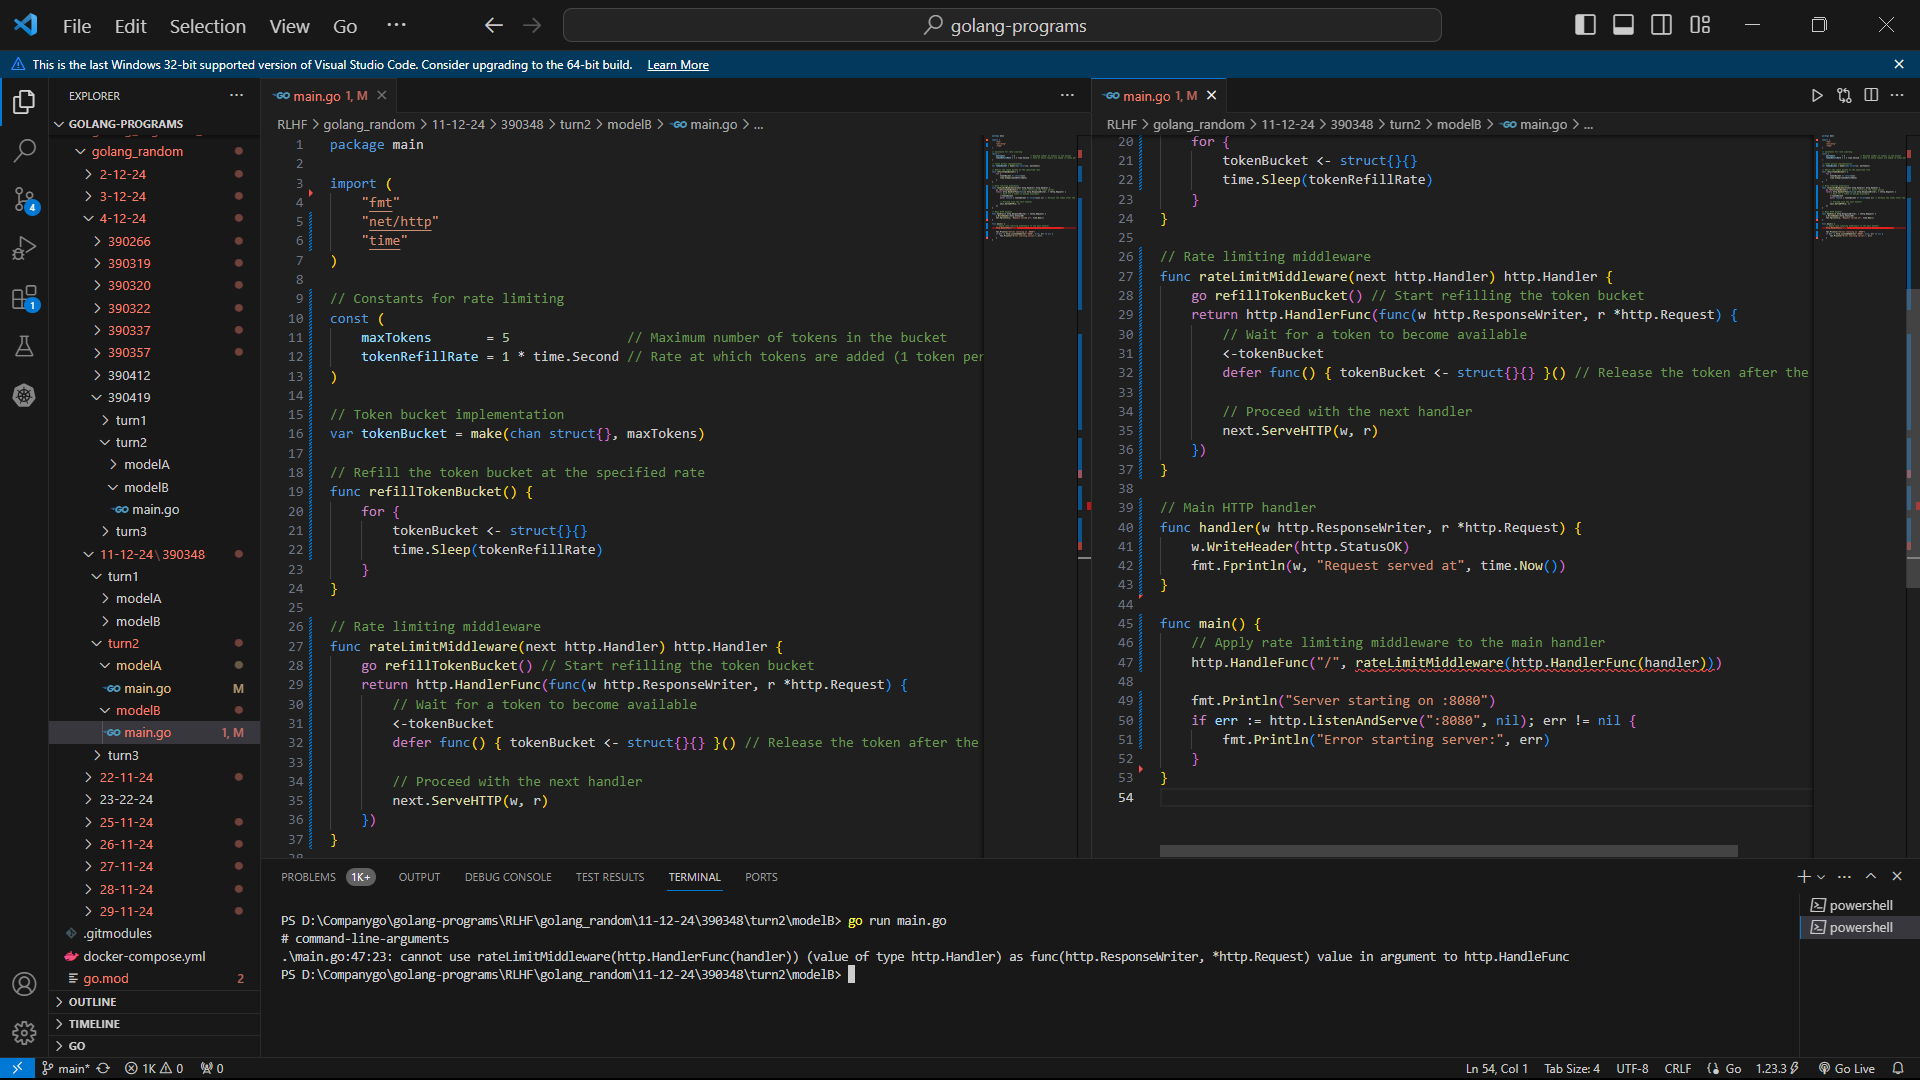 File Edit Selection View Go ··· golang-programs
This is the last Windows 32-bit supported version of Visual Studio Code. Consider upgrading to the 64-bit build. Learn More
EXPLORER
GOLANG-PROGRAMS
golang_random
2-12-24
3-12-24
4-12-24
390266
390319
390320
390322
390337
390357
390412
390419
turn1
turn2
modelA
modelB
main.go
turn3
11-12-24\390348
turn1
modelA
modelB
turn2
modelA
main.go M
modelB
main.go 1, M
turn3
22-11-24
23-22-24
25-11-24
26-11-24
27-11-24
28-11-24
29-11-24
.gitmodules
docker-compose.yml
go.mod 2
OUTLINE
TIMELINE
GO
4
1
main.go 1, M
RLHF > golang_random > 11-12-24 > 390348 > turn2 > modelB > main.go > ...
1 package main
2
3 import (
4 "fmt"
5 "net/http"
6 "time"
7 )
8
9 // Constants for rate limiting
10 const (
11 maxTokens = 5 // Maximum number of tokens in the bucket
12 tokenRefillRate = 1 * time.Second // Rate at which tokens are added (1 token per
13 )
14
15 // Token bucket implementation
16 var tokenBucket = make(chan struct{}, maxTokens)
17
18 // Refill the token bucket at the specified rate
19 func refillTokenBucket() {
20 for {
21 tokenBucket <- struct{}{}
22 time.Sleep(tokenRefillRate)
23 }
24 }
25
26 // Rate limiting middleware
27 func rateLimitMiddleware(next http.Handler) http.Handler {
28 go refillTokenBucket() // Start refilling the token bucket
29 return http.HandlerFunc(func(w http.ResponseWriter, r *http.Request) {
30 // Wait for a token to become available
31 <-tokenBucket
32 defer func() { tokenBucket <- struct{}{} }() // Release the token after the
33
34 // Proceed with the next handler
35 next.ServeHTTP(w, r)
36 })
37 }
main.go 1, M
RLHF > golang_random > 11-12-24 > 390348 > turn2 > modelB > main.go > ...
20 for {
21 tokenBucket <- struct{}{}
22 time.Sleep(tokenRefillRate)
23 }
24 }
25
26 // Rate limiting middleware
27 func rateLimitMiddleware(next http.Handler) http.Handler {
28 go refillTokenBucket() // Start refilling the token bucket
29 return http.HandlerFunc(func(w http.ResponseWriter, r *http.Request) {
30 // Wait for a token to become available
31 <-tokenBucket
32 defer func() { tokenBucket <- struct{}{} }() // Release the token after the
33
34 // Proceed with the next handler
35 next.ServeHTTP(w, r)
36 })
37 }
38
39 // Main HTTP handler
40 func handler(w http.ResponseWriter, r *http.Request) {
41 w.WriteHeader(http.StatusOK)
42 fmt.Fprintln(w, "Request served at", time.Now())
43 }
44
45 func main() {
46 // Apply rate limiting middleware to the main handler
47 http.HandleFunc("/", rateLimitMiddleware(http.HandlerFunc(handler)))
48
49 fmt.Println("Server starting on :8080")
50 if err := http.ListenAndServe(":8080", nil); err != nil {
51 fmt.Println("Error starting server:", err)
52 }
53 }
54
PROBLEMS 1K+ OUTPUT DEBUG CONSOLE TEST RESULTS TERMINAL PORTS
PS D:\Companygo\golang-programs\RLHF\golang_random\11-12-24\390348\turn2\modelB> go run main.go
# command-line-arguments
.\main.go:47:23: cannot use rateLimitMiddleware(http.HandlerFunc(handler)) (value of type http.Handler) as func(http.ResponseWriter, *http.Request) value in argument to http.HandleFunc
PS D:\Companygo\golang-programs\RLHF\golang_random\11-12-24\390348\turn2\modelB>
powershell
powershell
main* 1K 0 0 Ln 54, Col 1 Tab Size: 4 UTF-8 CRLF Go 1.23.3 Go Live